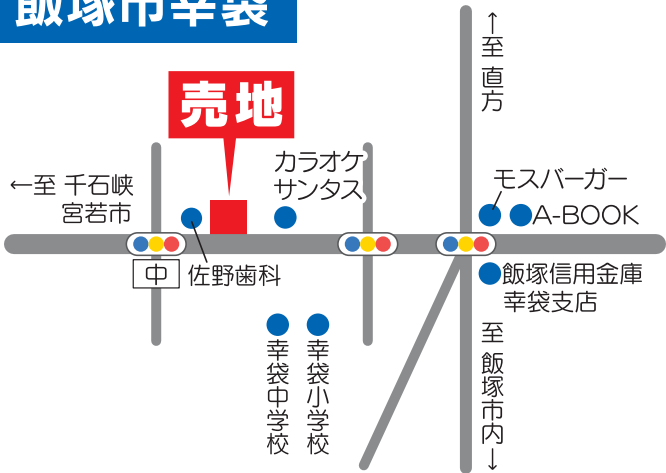 飯塚市幸袋
↑至 直方
売地
カラオケ
サンタス
←至 千石峡
宮若市
モスバーガー
A-BOOK
中
佐野歯科
飯塚信用金庫
幸袋支店
幸袋中学校
幸袋小学校
至 飯塚市内↓